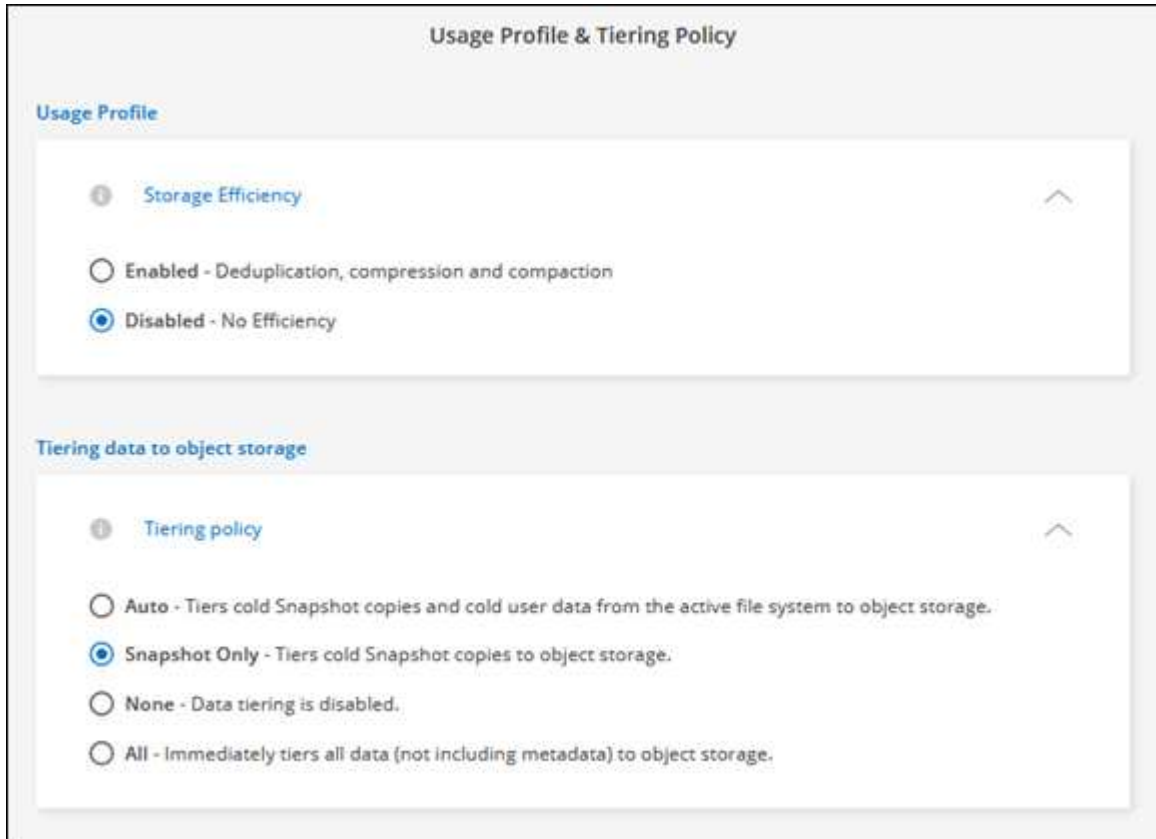 Usage Profile & Tiering Policy
Usage Profile
Storage Efficiency
Enabled - Deduplication, compression and compaction
Disabled - No Efficiency
Tiering data to object storage
Tiering policy
Auto - Tiers cold Snapshot copies and cold user data from the active file system to object storage.
Snapshot Only - Tiers cold Snapshot copies to object storage.
None - Data tiering is disabled.
All - Immediately tiers all data (not including metadata) to object storage.